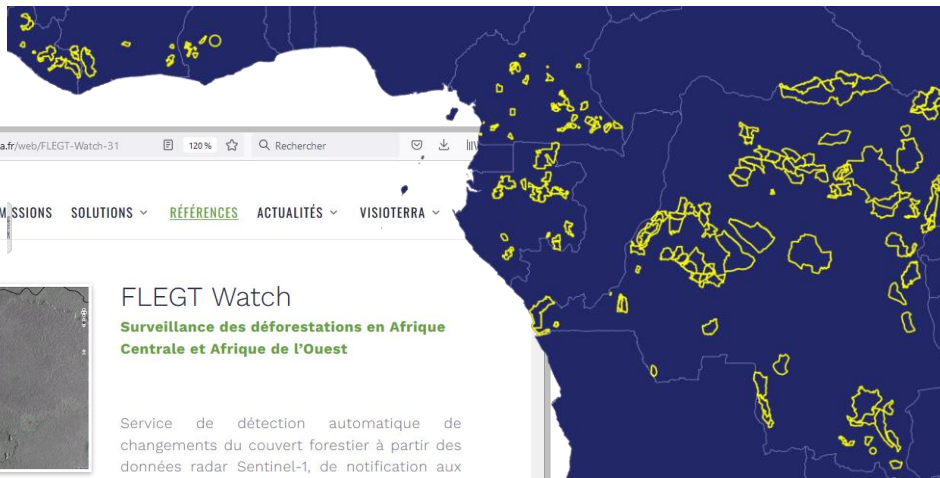 a.fr/web/FLEGT-Watch-31 120 % Rechercher
MISSIONS SOLUTIONS RÉFÉRENCES ACTUALITÉS VISIOTERRA
FLEGT Watch
Surveillance des déforestations en Afrique
Centrale et Afrique de l'Ouest
Service de détection automatique de
changements du couvert forestier à partir des
données radar Sentinel-1, de notification aux